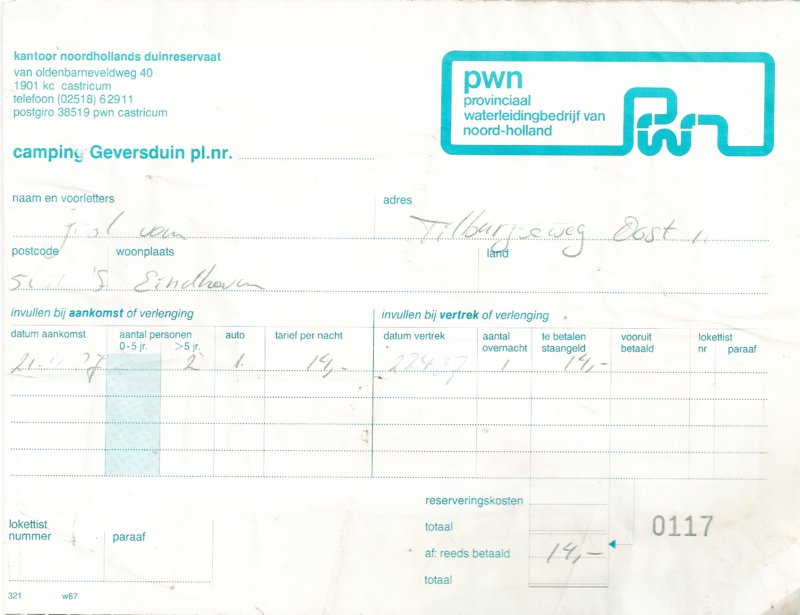 kantoor noordhollands duinreservaat
van oldenbarneveldweg 40
1901 kc castricum
telefoon (02518) 62911
postgiro 38519 pwn castricum
pwn
provinciaal
waterleidingbedrijf van
noord-holland
pwn
camping Geversduin pl.nr.
naam en voorletters
adres
Tilburgseweg Oost
postcode woonplaats land
Eindhoven
invullen bij aankomst of verlenging
invullen bij vertrek of verlenging
datum aankomst aantal personen auto tarief per nacht datum vertrek aantal te betalen vooruit lokettist
0-5 jr. >5 jr. overnacht staangeld betaald nr paraaf
2 1 14,- 1 14,-
reserveringskosten
totaal
0117
lokettist
nummer paraaf
af: reeds betaald 14,-
totaal
321 w87